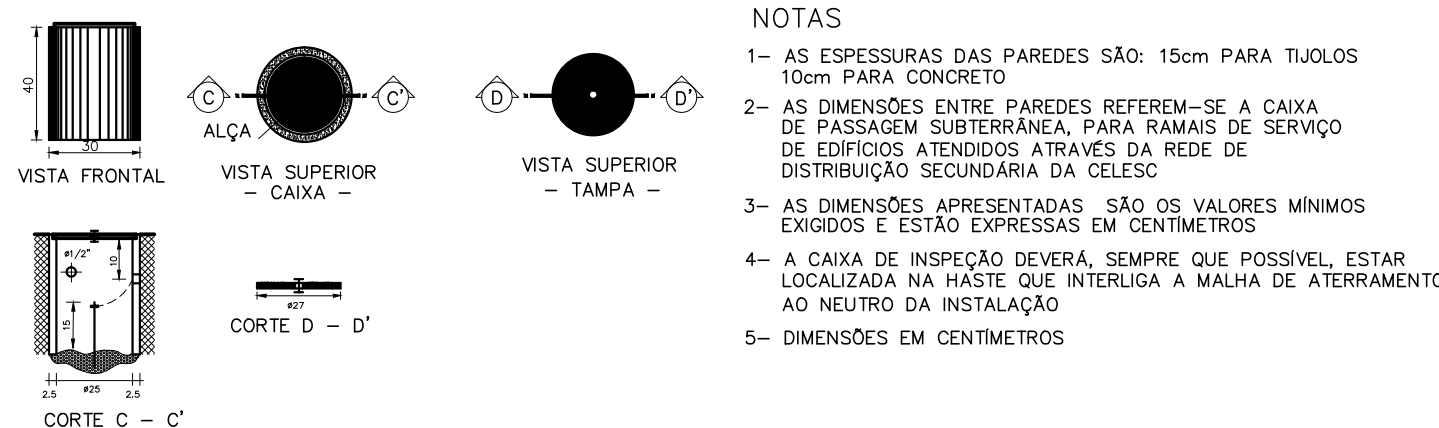 40
30
VISTA FRONTAL
C
C'
ALÇA
VISTA SUPERIOR
– CAIXA –
D
D'
VISTA SUPERIOR
– TAMPA –
ø1/2"
10
15
2.5
ø25
2.5
CORTE C – C'
ø27
CORTE D – D'
NOTAS
1– AS ESPESSURAS DAS PAREDES SÃO: 15cm PARA TIJOLOS
10cm PARA CONCRETO
2– AS DIMENSÕES ENTRE PAREDES REFEREM–SE A CAIXA
DE PASSAGEM SUBTERRÂNEA, PARA RAMAIS DE SERVIÇO
DE EDÍFÍCIOS ATENDIDOS ATRAVÉS DA REDE DE
DISTRIBUIÇÃO SECUNDÁRIA DA CELESC
3– AS DIMENSÕES APRESENTADAS SÃO OS VALORES MÍNIMOS
EXIGIDOS E ESTÃO EXPRESSAS EM CENTÍMETROS
4– A CAIXA DE INSPEÇÃO DEVERÁ, SEMPRE QUE POSSÍVEL, ESTAR
LOCALIZADA NA HASTE QUE INTERLIGA A MALHA DE ATERRAMENTO
AO NEUTRO DA INSTALAÇÃO
5– DIMENSÕES EM CENTÍMETROS